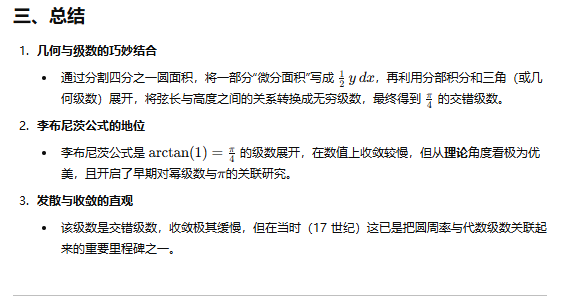 三、总结
1. 几何与级数的巧妙结合
• 通过分割四分之一圆面积，将一部分“微分面积”写成 \frac{1}{2} y dx，再利用分部积分和三角（或几
何级数）展开，将弦长与高度之间的关系转换成无穷级数，最终得到 \frac{π}{4} 的交错级数。
2. 李布尼茨公式的地位
• 李布尼茨公式是 arctan(1) = \frac{π}{4} 的级数展开，在数值上收敛较慢，但从理论角度看极为优
美，且开启了早期对幂级数与π的关联研究。
3. 发散与收敛的直观
• 该级数是交错级数，收敛极其缓慢，但在当时（17 世纪）这已是把圆周率与代数级数关联起
来的重要里程碑之一。